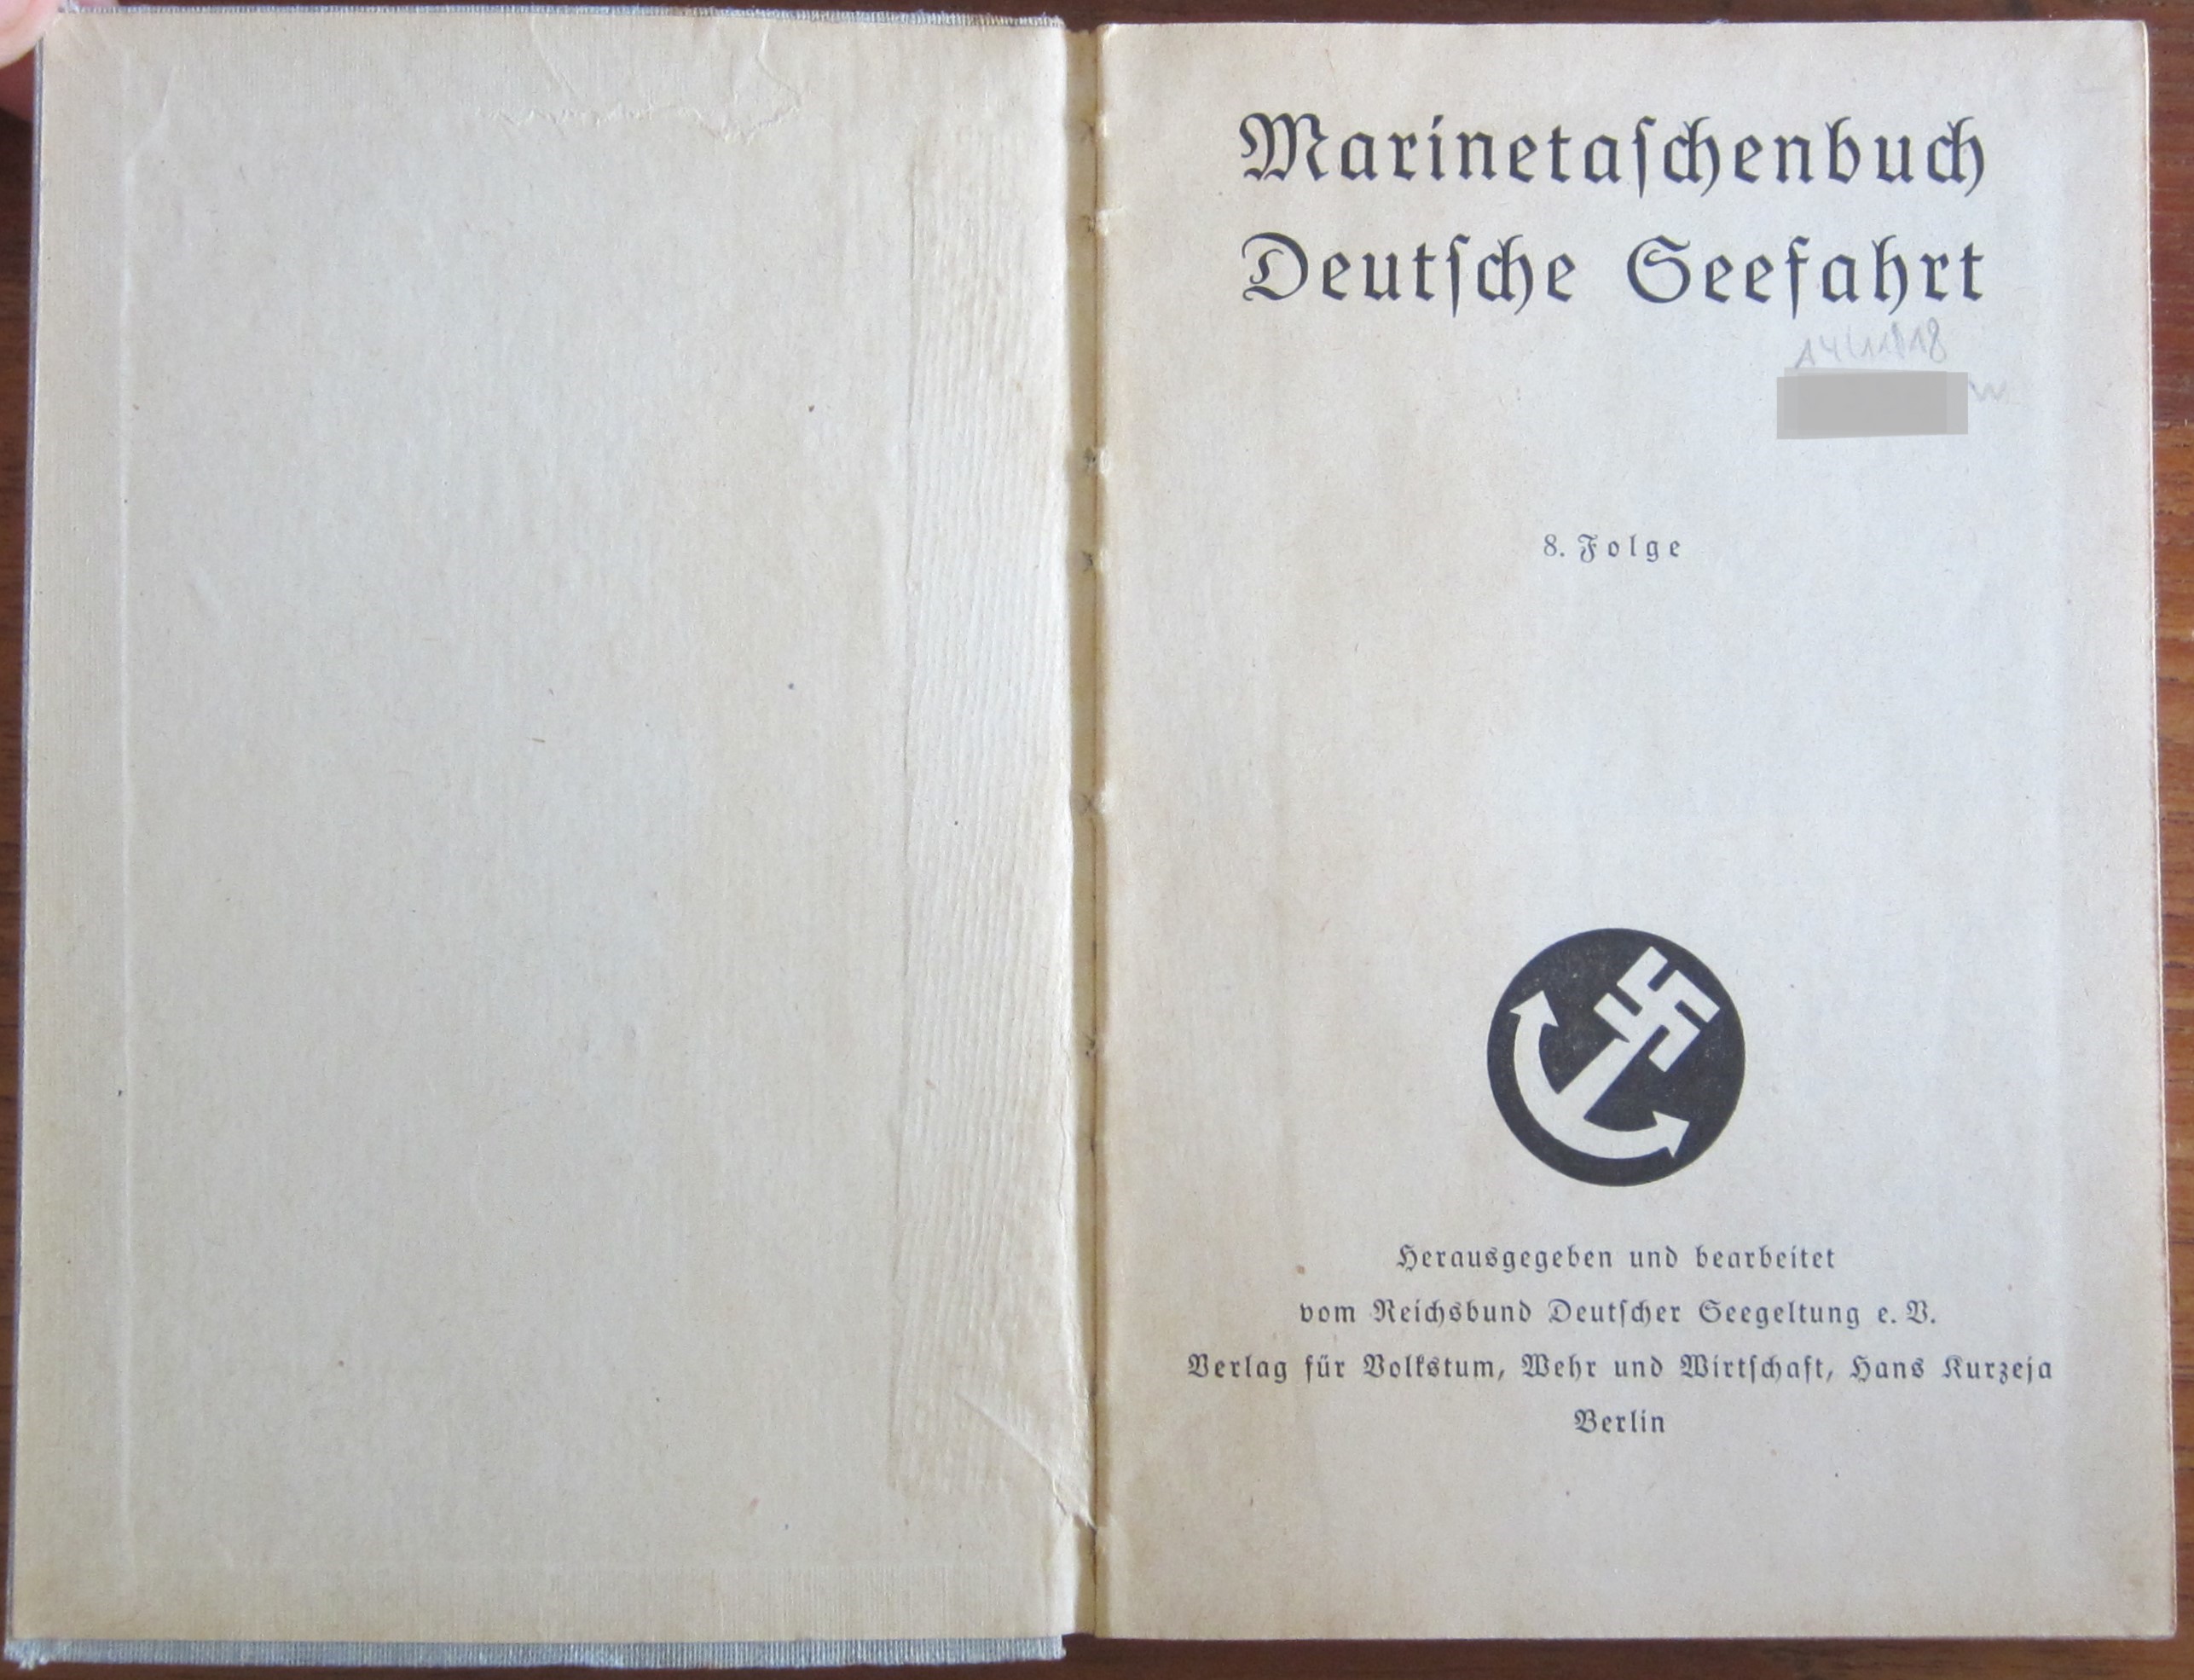 Marinetaschenbuch
Deutsche Seefahrt
8. Folge
Herausgegeben und bearbeitet
vom Reichsbund Deutscher Seegeltung e. V.
Verlag für Volkstum, Wehr und Wirtschaft, Hans Kurzeja
Berlin